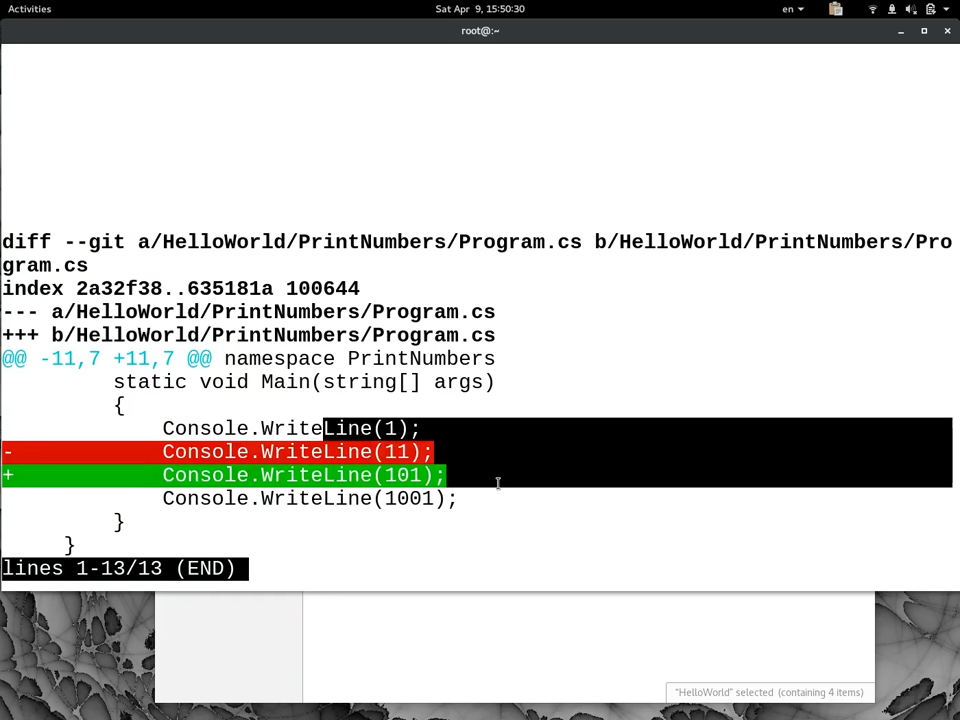 Activities Sat Apr 9, 15:50:30 en
root@:~
diff --git a/HelloWorld/PrintNumbers/Program.cs b/HelloWorld/PrintNumbers/Pro
gram.cs
index 2a32f38..635181a 100644
--- a/HelloWorld/PrintNumbers/Program.cs
+++ b/HelloWorld/PrintNumbers/Program.cs
@@ -11,7 +11,7 @@ namespace PrintNumbers
         static void Main(string[] args)
         {
             Console.WriteLine(1);
-            Console.WriteLine(11);
+            Console.WriteLine(101);
             Console.WriteLine(1001);
         }
     }
lines 1-13/13 (END)
"HelloWorld" selected (containing 4 items)